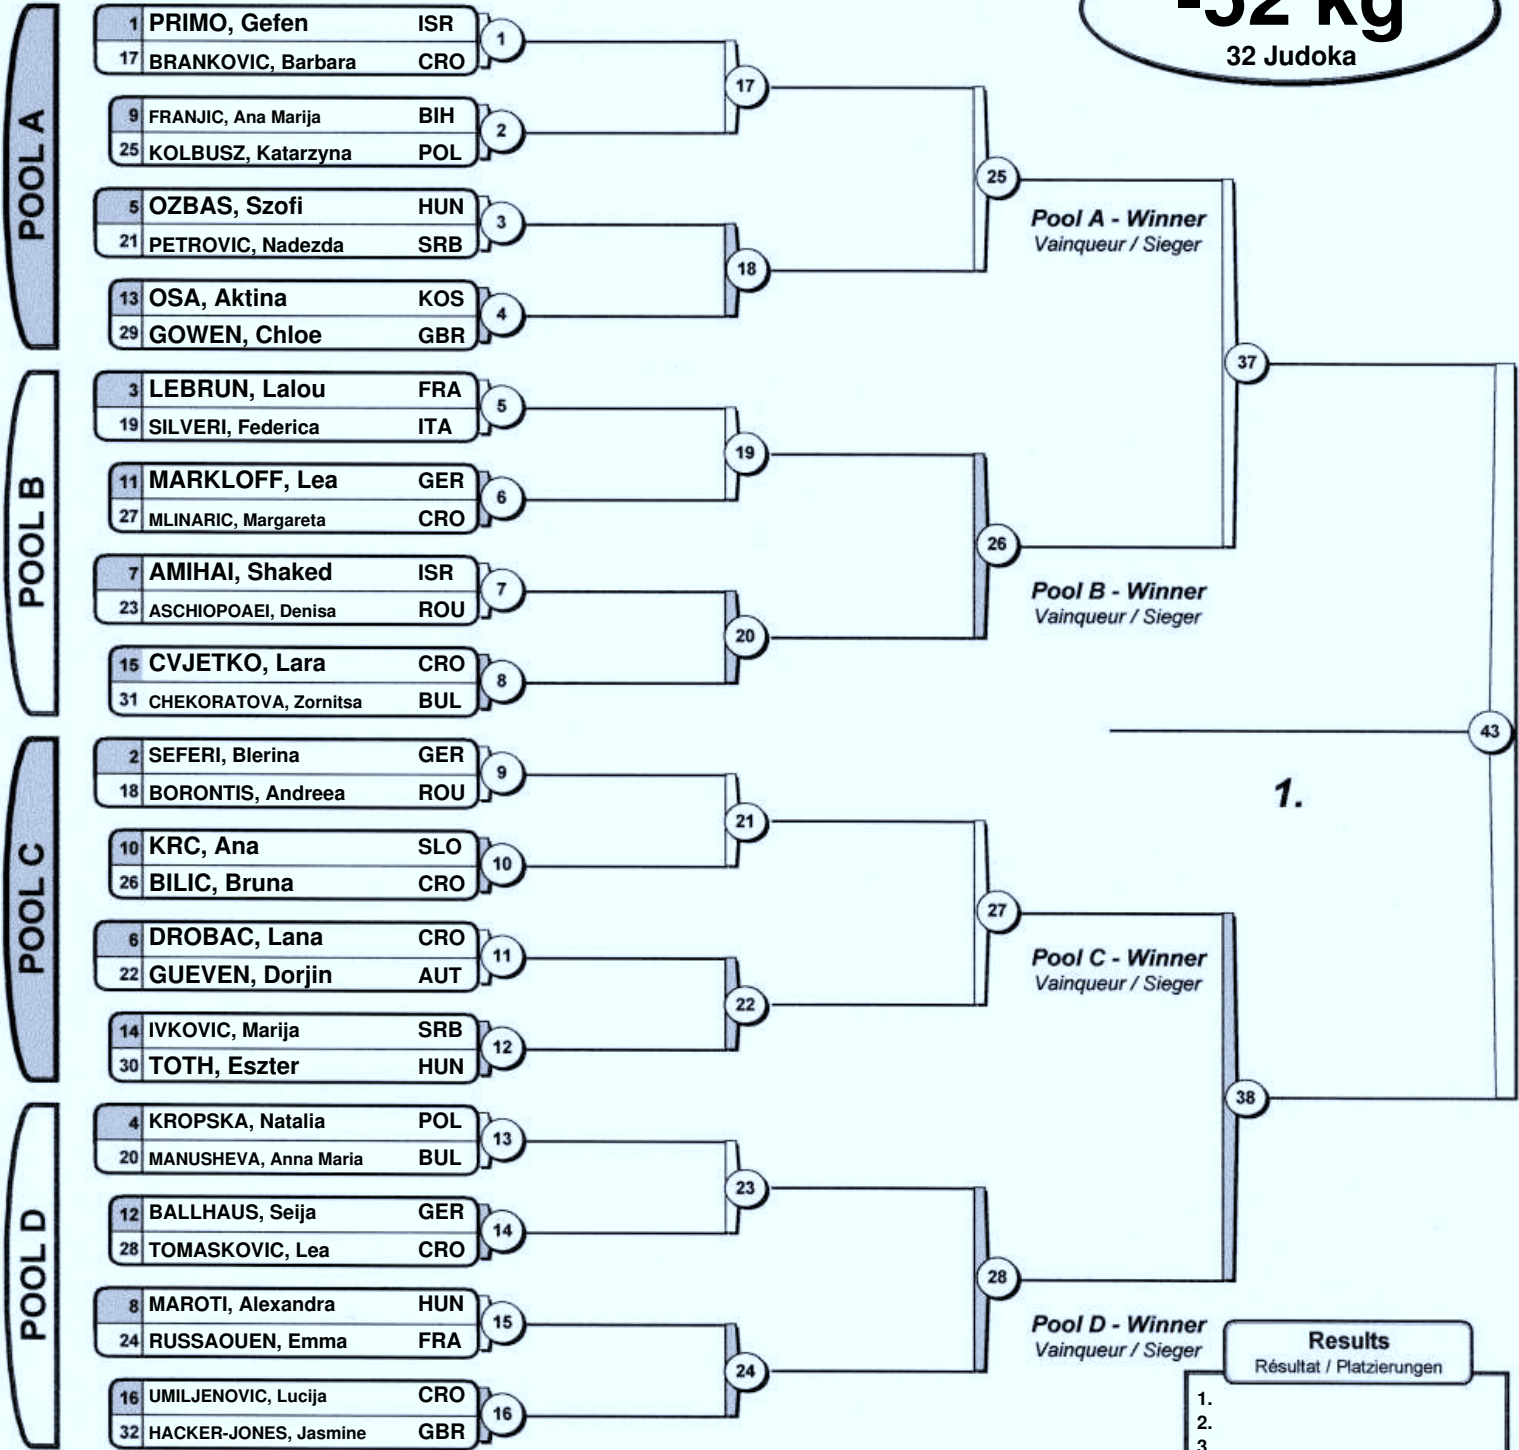 -52 kg
32 Judoka
POOL A
1 PRIMO, Gefen ISR
17 BRANKOVIC, Barbara CRO
1
9 FRANJIC, Ana Marija BIH
25 KOLBUSZ, Katarzyna POL
2
17
5 OZBAS, Szofi HUN
21 PETROVIC, Nadezda SRB
3
13 OSA, Aktina KOS
29 GOWEN, Chloe GBR
4
18
25
Pool A - Winner
Vainqueur / Sieger
POOL B
3 LEBRUN, Lalou FRA
19 SILVERI, Federica ITA
5
11 MARKLOFF, Lea GER
27 MLINARIC, Margareta CRO
6
19
7 AMIHAI, Shaked ISR
23 ASCHIOPOAEI, Denisa ROU
7
15 CVJETKO, Lara CRO
31 CHEKORATOVA, Zornitsa BUL
8
20
26
Pool B - Winner
Vainqueur / Sieger
37
43
1.
POOL C
2 SEFERI, Blerina GER
18 BORONTIS, Andreea ROU
9
10 KRC, Ana SLO
26 BILIC, Bruna CRO
10
21
6 DROBAC, Lana CRO
22 GUEVEN, Dorjin AUT
11
14 IVKOVIC, Marija SRB
30 TOTH, Eszter HUN
12
22
27
Pool C - Winner
Vainqueur / Sieger
POOL D
4 KROPSKA, Natalia POL
20 MANUSHEVA, Anna Maria BUL
13
12 BALLHAUS, Seija GER
28 TOMASKOVIC, Lea CRO
14
23
8 MAROTI, Alexandra HUN
24 RUSSAOUEN, Emma FRA
15
16 UMILJENOVIC, Lucija CRO
32 HACKER-JONES, Jasmine GBR
16
24
28
Pool D - Winner
Vainqueur / Sieger
38
Results
Résultat / Platzierungen
1.
2.
3